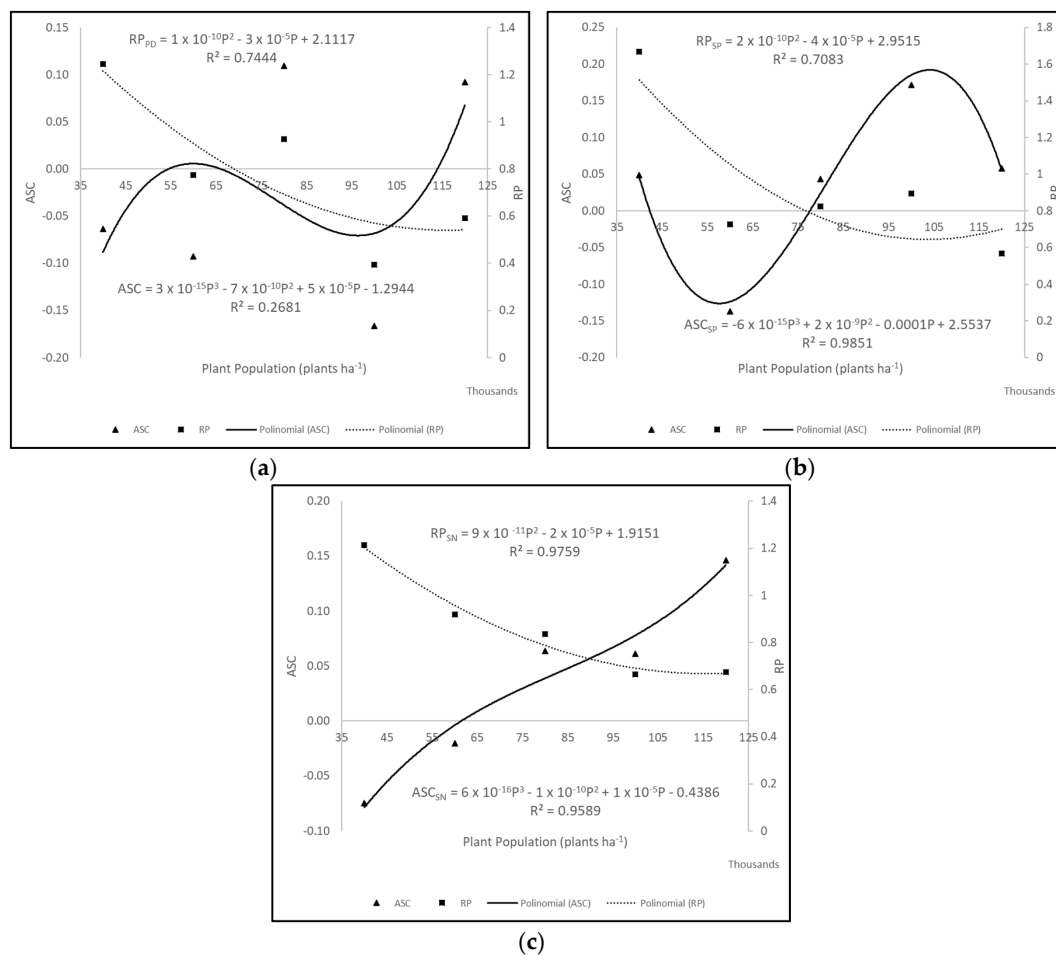 RP_PD = 1 x 10⁻¹⁰P² - 3 x 10⁻⁵P + 2.1117
R² = 0.7444
0.15
0.10
0.05
0.00
-0.05
-0.10
-0.15
-0.20
ASC
35 45 55 65 75 85 95 105 115 125
1.4
1.2
1
0.8
0.6
0.4
0.2
0
RP
ASC = 3 x 10⁻¹⁵P³ - 7 x 10⁻¹⁰P² + 5 x 10⁻⁵P - 1.2944
R² = 0.2681
Plant Population (plants ha⁻¹)
Thousands
ASC RP Polinomial (ASC) Polinomial (RP)
(a)
RP_SP = 2 x 10⁻¹⁰P² - 4 x 10⁻⁵P + 2.9515
R² = 0.7083
0.25
0.20
0.15
0.10
0.05
0.00
-0.05
-0.10
-0.15
-0.20
ASC
35 45 55 65 75 85 95 105 115 125
1.8
1.6
1.4
1.2
1
0.8
0.6
0.4
0.2
0
RP
ASC_SP = -6 x 10⁻¹⁵P³ + 2 x 10⁻⁹P² - 0.0001P + 2.5537
R² = 0.9851
Plant Population (plants ha⁻¹)
Thousands
ASC RP Polinomial (ASC) Polinomial (RP)
(b)
RP_SN = 9 x 10⁻¹¹P² - 2 x 10⁻⁵P + 1.9151
R² = 0.9759
0.20
0.15
0.10
0.05
0.00
-0.05
-0.10
ASC
35 45 55 65 75 85 95 105 115 125
1.4
1.2
1
0.8
0.6
0.4
0.2
0
RP
ASC_SN = 6 x 10⁻¹⁶P³ - 1 x 10⁻¹⁰P² + 1 x 10⁻⁵P - 0.4386
R² = 0.9589
Plant Population (plants ha⁻¹)
Thousands
ASC RP Polinomial (ASC) Polinomial (RP)
(c)